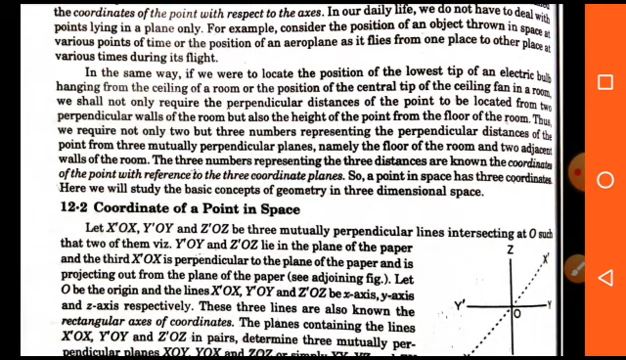 the coordinates of the point with respect to the axes. In our daily life, we do not have to deal with
points lying in a plane only. For example, consider the position of an object thrown in space at
various points of time or the position of an aeroplane as it flies from one place to other place at
various times during its flight.
In the same way, if we were to locate the position of the lowest tip of an electric bulb
hanging from the ceiling of a room or the position of the central tip of the ceiling fan in a room,
we shall not only require the perpendicular distances of the point to be located from two
perpendicular walls of the room but also the height of the point from the floor of the room. Thus,
we require not only two but three numbers representing the perpendicular distances of the
point from three mutually perpendicular planes, namely the floor of the room and two adjacent
walls of the room. The three numbers representing the three distances are known the coordinates
of the point with reference to the three coordinate planes. So, a point in space has three coordinates.
Here we will study the basic concepts of geometry in three dimensional space.
12·2 Coordinate of a Point in Space
Let X'OX, Y'OY and Z'OZ be three mutually perpendicular lines intersecting at O such
that two of them viz. Y'OY and Z'OZ lie in the plane of the paper
and the third X'OX is perpendicular to the plane of the paper and is
projecting out from the plane of the paper (see adjoining fig.). Let
O be the origin and the lines X'OX, Y'OY and Z'OZ be x-axis, y-axis
and z-axis respectively. These three lines are also known the
rectangular axes of coordinates. The planes containing the lines
X'OX, Y'OY and Z'OZ in pairs, determine three mutually per-
pendicular planes XOY, YOX and ZOZ or simply
Z
X'
Y'
O
Y